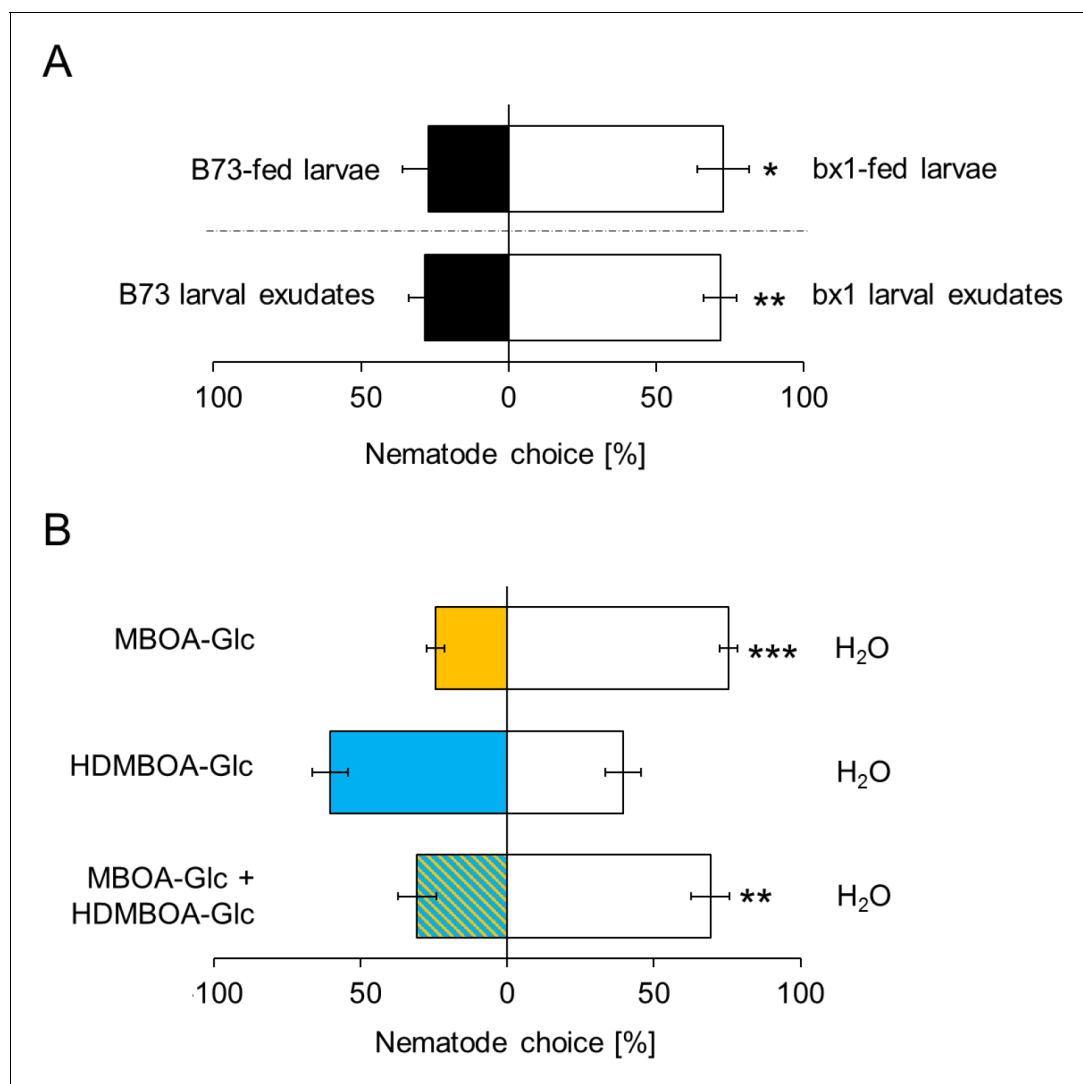 A
B73-fed larvae * bx1-fed larvae
B73 larval exudates ** bx1 larval exudates
100 50 0 50 100
Nematode choice [%]
B
MBOA-Glc *** H₂O
HDMBOA-Glc H₂O
MBOA-Glc +
HDMBOA-Glc ** H₂O
100 50 0 50 100
Nematode choice [%]